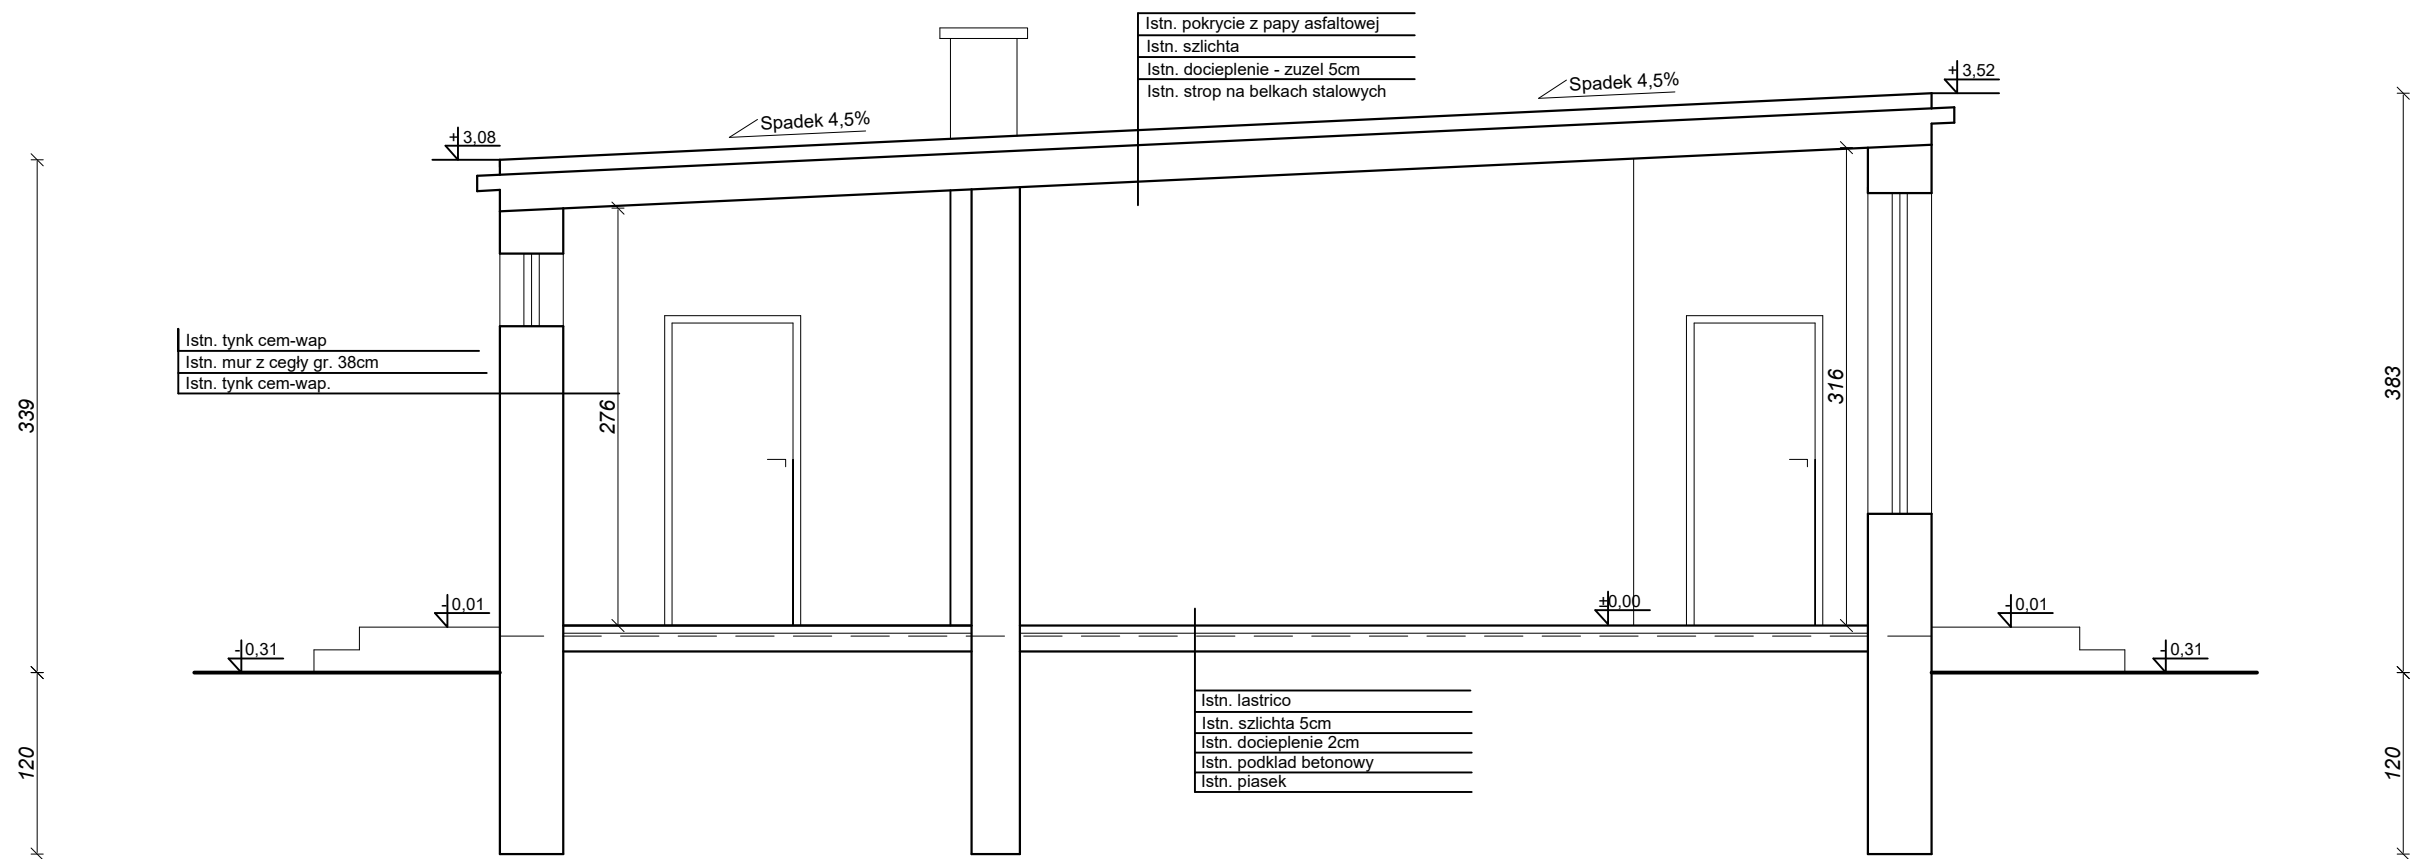 Istn. pokrycie z papy asfaltowej
Istn. szlichta
Istn. docieplenie - zuzel 5cm
Istn. strop na belkach stalowych
+ 3,52
Spadek 4,5%
Spadek 4,5%
+ 3,08
Istn. tynk cem-wap
Istn. mur z cegły gr. 38cm
Istn. tynk cem-wap.
339
276
316
383
- 0,01
±0,00
- 0,01
- 0,31
- 0,31
Istn. lastrico
Istn. szlichta 5cm
Istn. docieplenie 2cm
Istn. podklad betonowy
Istn. piasek
120
120